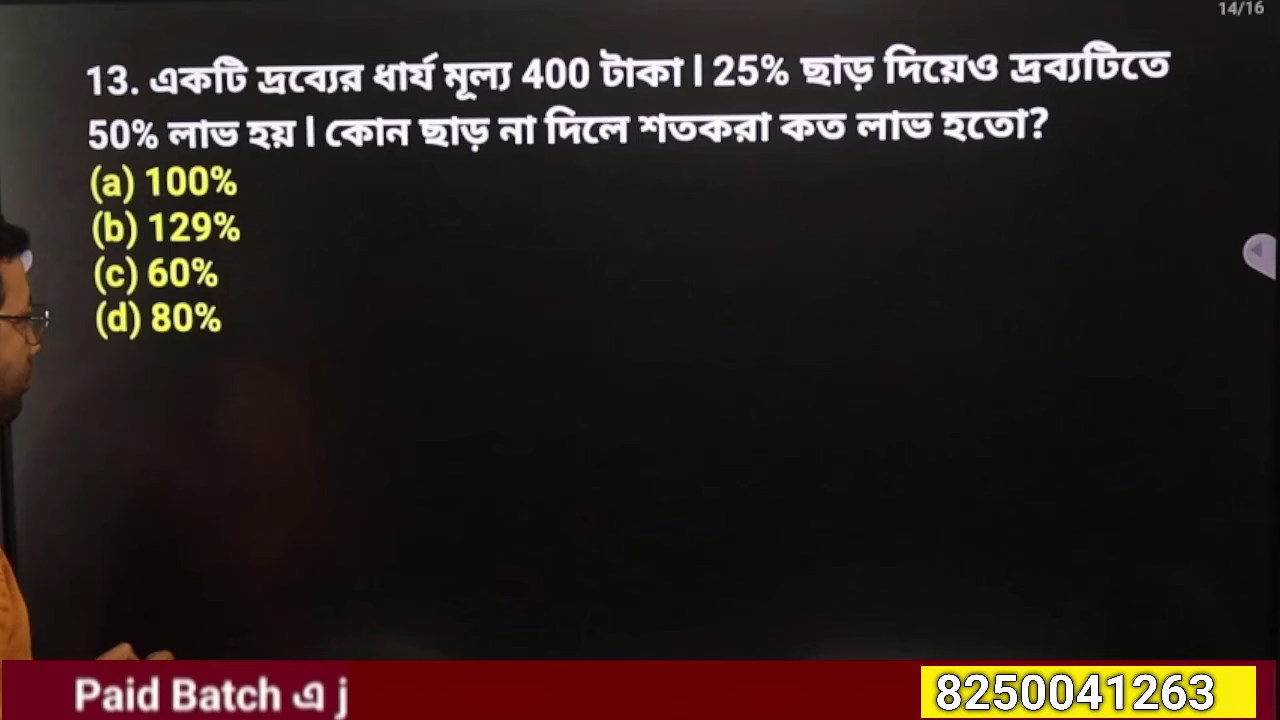 14/16
13. একটি দ্রব্যের ধার্য মূল্য 400 টাকা l 25% ছাড় দিয়েও দ্রব্যটিতে
50% লাভ হয় l কোন ছাড় না দিলে শতকরা কত লাভ হতো?
(a) 100%
(b) 129%
(c) 60%
(d) 80%
Paid Batch এ j
8250041263